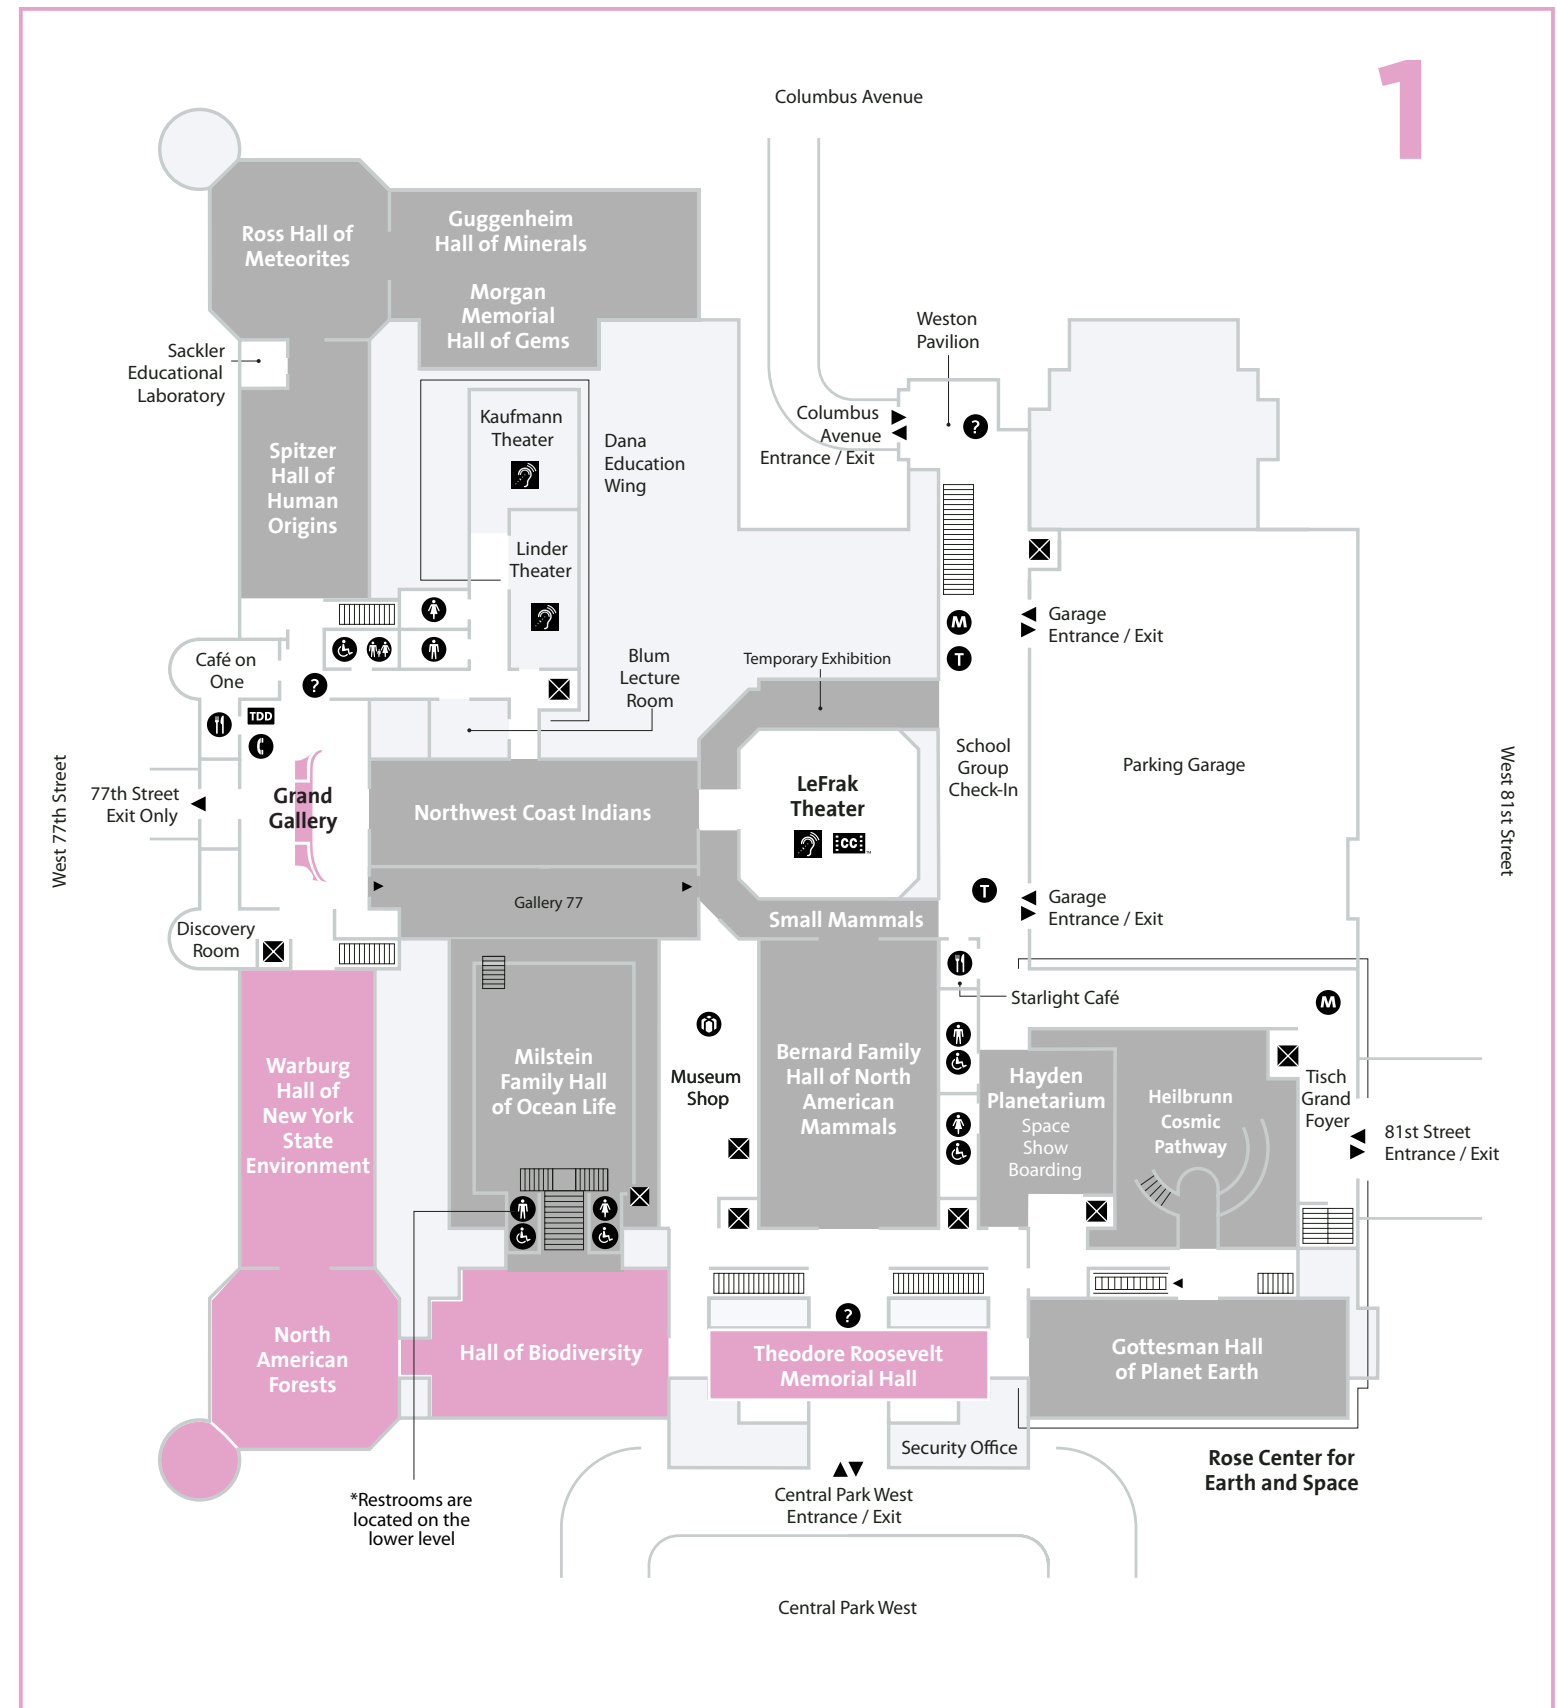 1
Columbus Avenue
Ross Hall of
Meteorites
Guggenheim
Hall of Minerals
Morgan
Memorial
Hall of Gems
Sackler
Educational
Laboratory
Weston
Pavilion
Kaufmann
Theater
Dana
Education
Wing
Columbus
Avenue
Entrance / Exit
?
Spitzer
Hall of
Human
Origins
Linder
Theater
Garage
Entrance / Exit
M
T
Café on
One
?
Blum
Lecture
Room
Temporary Exhibition
TDD
77th Street
Exit Only
West 77th Street
Grand
Gallery
Northwest Coast Indians
LeFrak
Theater
CC
School
Group
Check-In
Parking Garage
West 81st Street
Gallery 77
T
Garage
Entrance / Exit
Small Mammals
Discovery
Room
Starlight Café
M
Warburg
Hall of
New York
State
Environment
Milstein
Family Hall
of Ocean Life
Museum
Shop
Bernard Family
Hall of North
American
Mammals
Hayden
Planetarium
Space
Show
Boarding
Heilbrunn
Cosmic
Pathway
Tisch
Grand
Foyer
81st Street
Entrance / Exit
North
American
Forests
Hall of Biodiversity
?
Theodore Roosevelt
Memorial Hall
Gottesman Hall
of Planet Earth
Security Office
Rose Center for
Earth and Space
*Restrooms are
located on the
lower level
Central Park West
Entrance / Exit
Central Park West